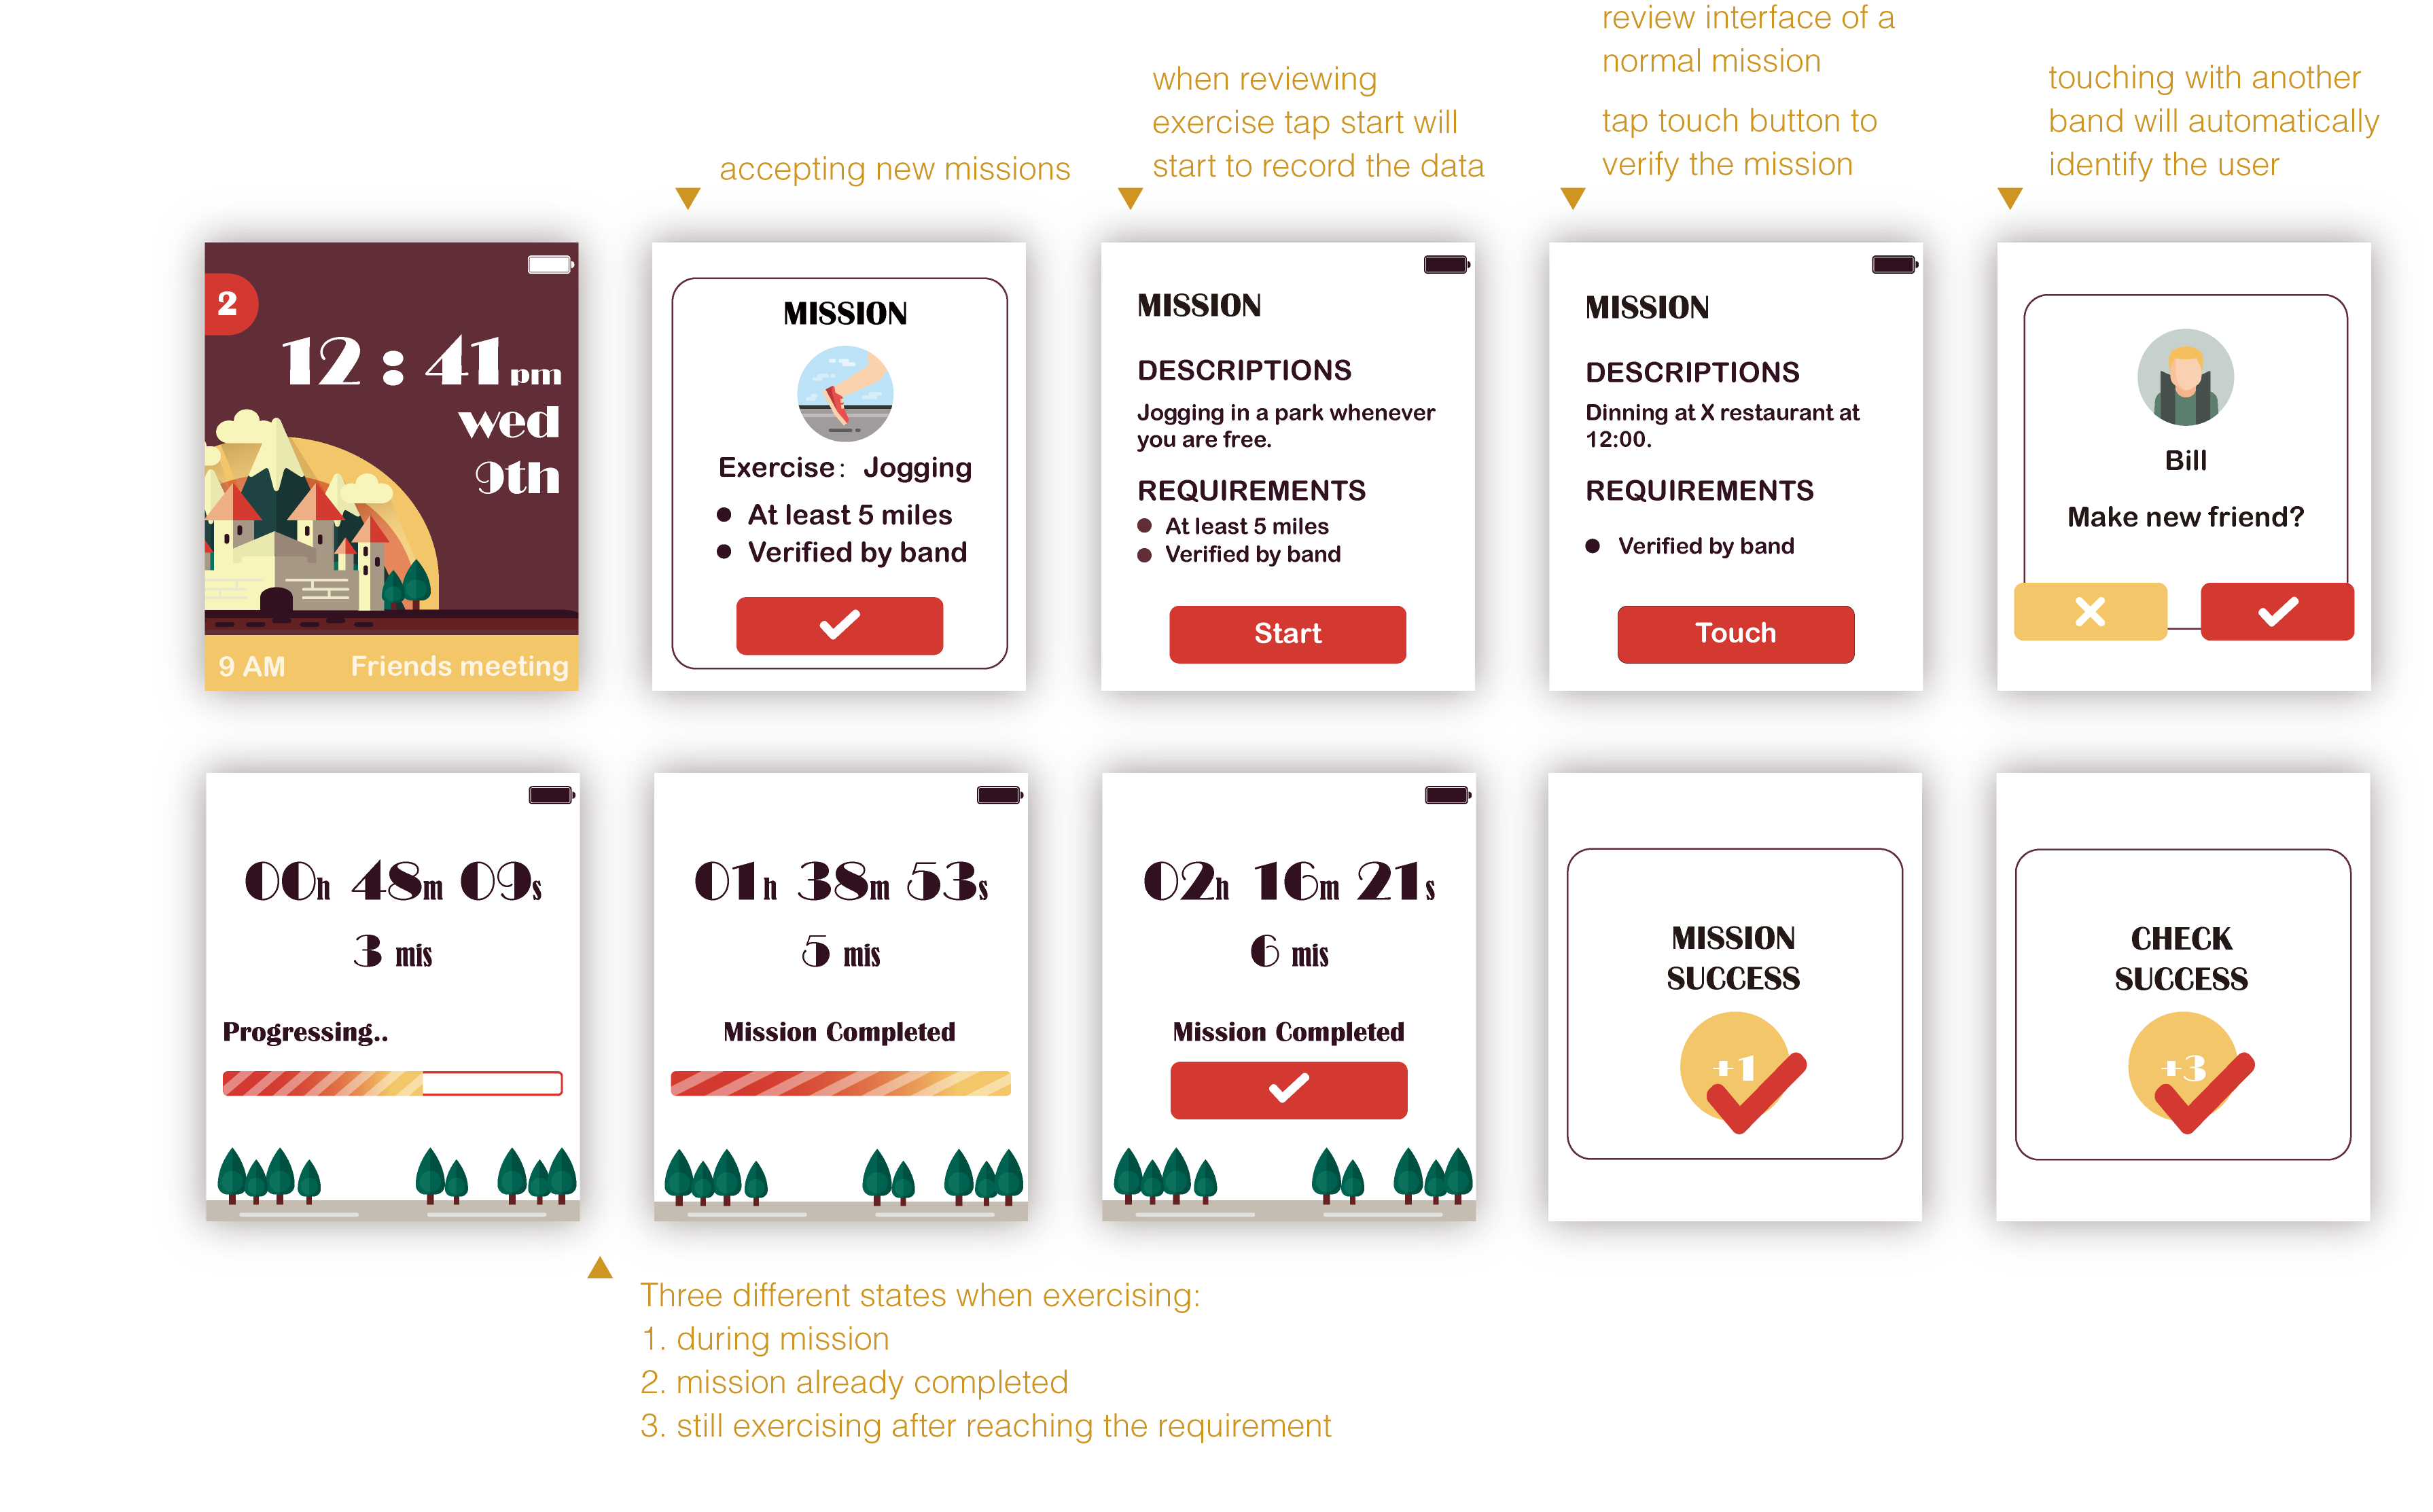 review interface of a
normal mission
when reviewing
exercise tap start will
start to record the data
tap touch button to
verify the mission
touching with another
band will automatically
identify the user
accepting new missions
2
12 : 41 pm
wed
9th
9 AM Friends meeting
MISSION
Exercise: Jogging
At least 5 miles
Verified by band
MISSION
DESCRIPTIONS
Jogging in a park whenever
you are free.
REQUIREMENTS
At least 5 miles
Verified by band
Start
MISSION
DESCRIPTIONS
Dinning at X restaurant at
12:00.
REQUIREMENTS
Verified by band
Touch
Bill
Make new friend?
00h 48m 09s
3 mis
Progressing..
01h 38m 53s
5 mis
Mission Completed
02h 16m 21s
6 mis
Mission Completed
MISSION
SUCCESS
+1
CHECK
SUCCESS
+3
Three different states when exercising:
1. during mission
2. mission already completed
3. still exercising after reaching the requirement